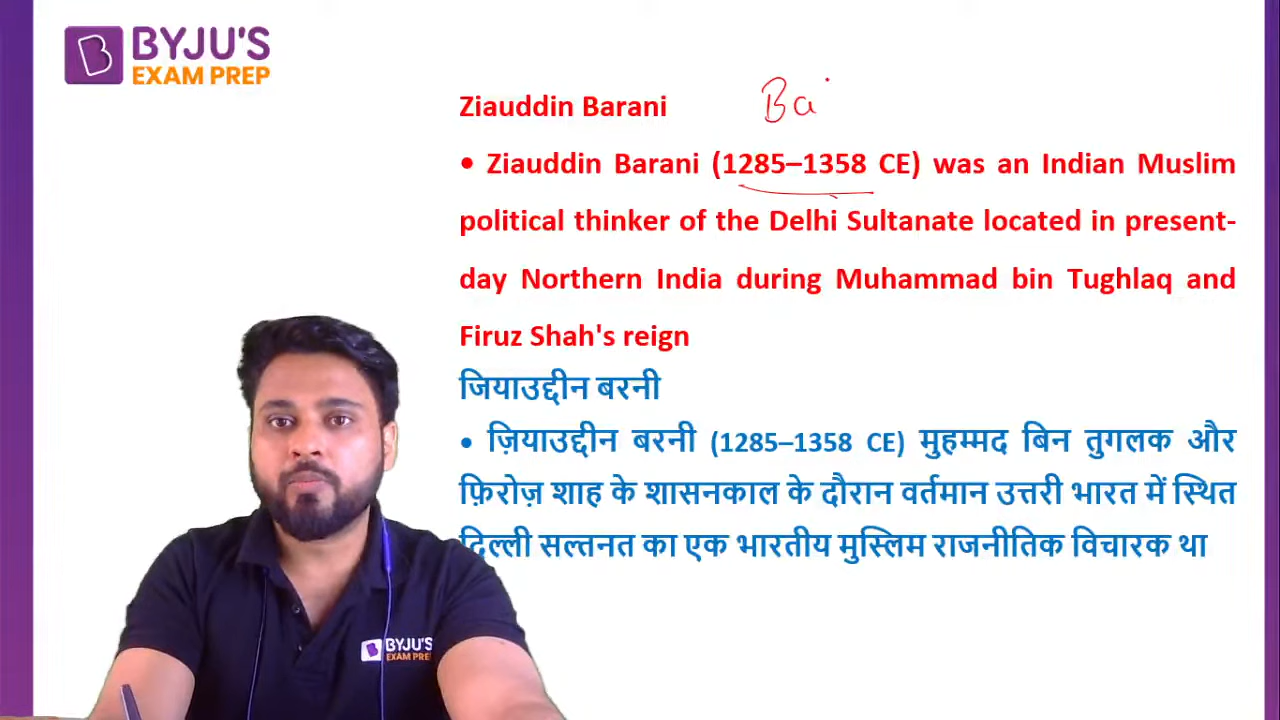 BYJU'S
EXAM PREP
Ziauddin Barani
Ba
• Ziauddin Barani (1285–1358 CE) was an Indian Muslim
political thinker of the Delhi Sultanate located in present-
day Northern India during Muhammad bin Tughlaq and
Firuz Shah's reign
जियाउद्दीन बरनी
• ज़ियाउद्दीन बरनी (1285–1358 CE) मुहम्मद बिन तुगलक और
फ़िरोज़ शाह के शासनकाल के दौरान वर्तमान उत्तरी भारत में स्थित
दिल्ली सल्तनत का एक भारतीय मुस्लिम राजनीतिक विचारक था
BYJU'S
EXAM PREP